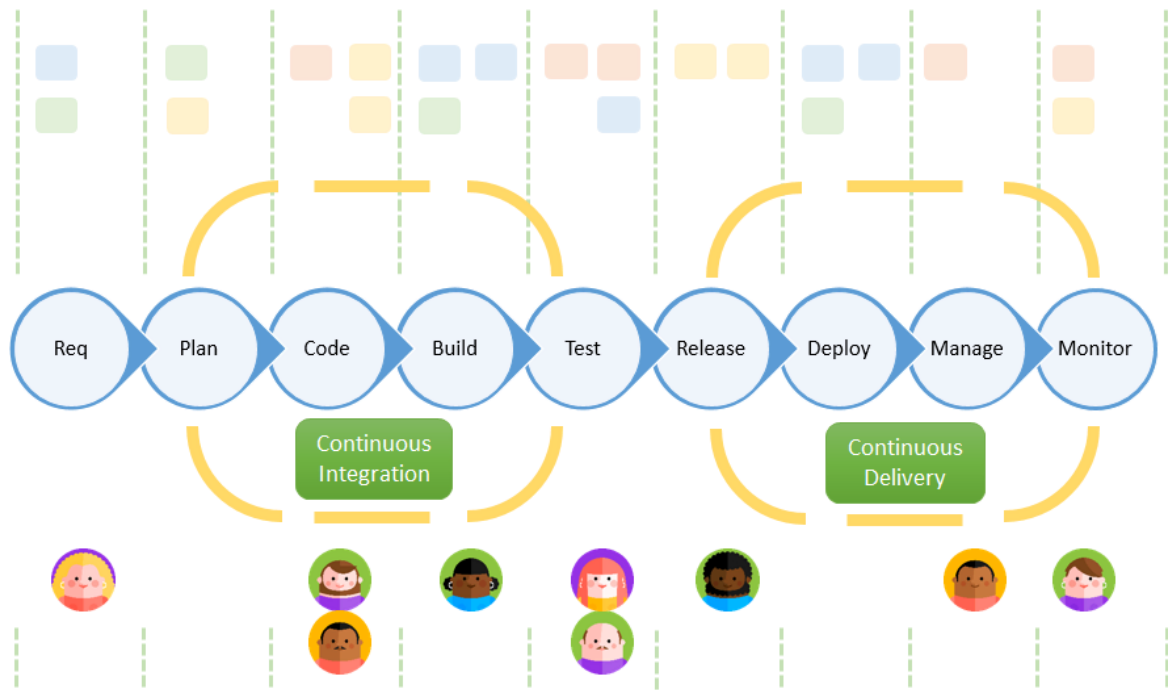 Req
Plan
Code
Build
Test
Release
Deploy
Manage
Monitor
Continuous
Integration
Continuous
Delivery